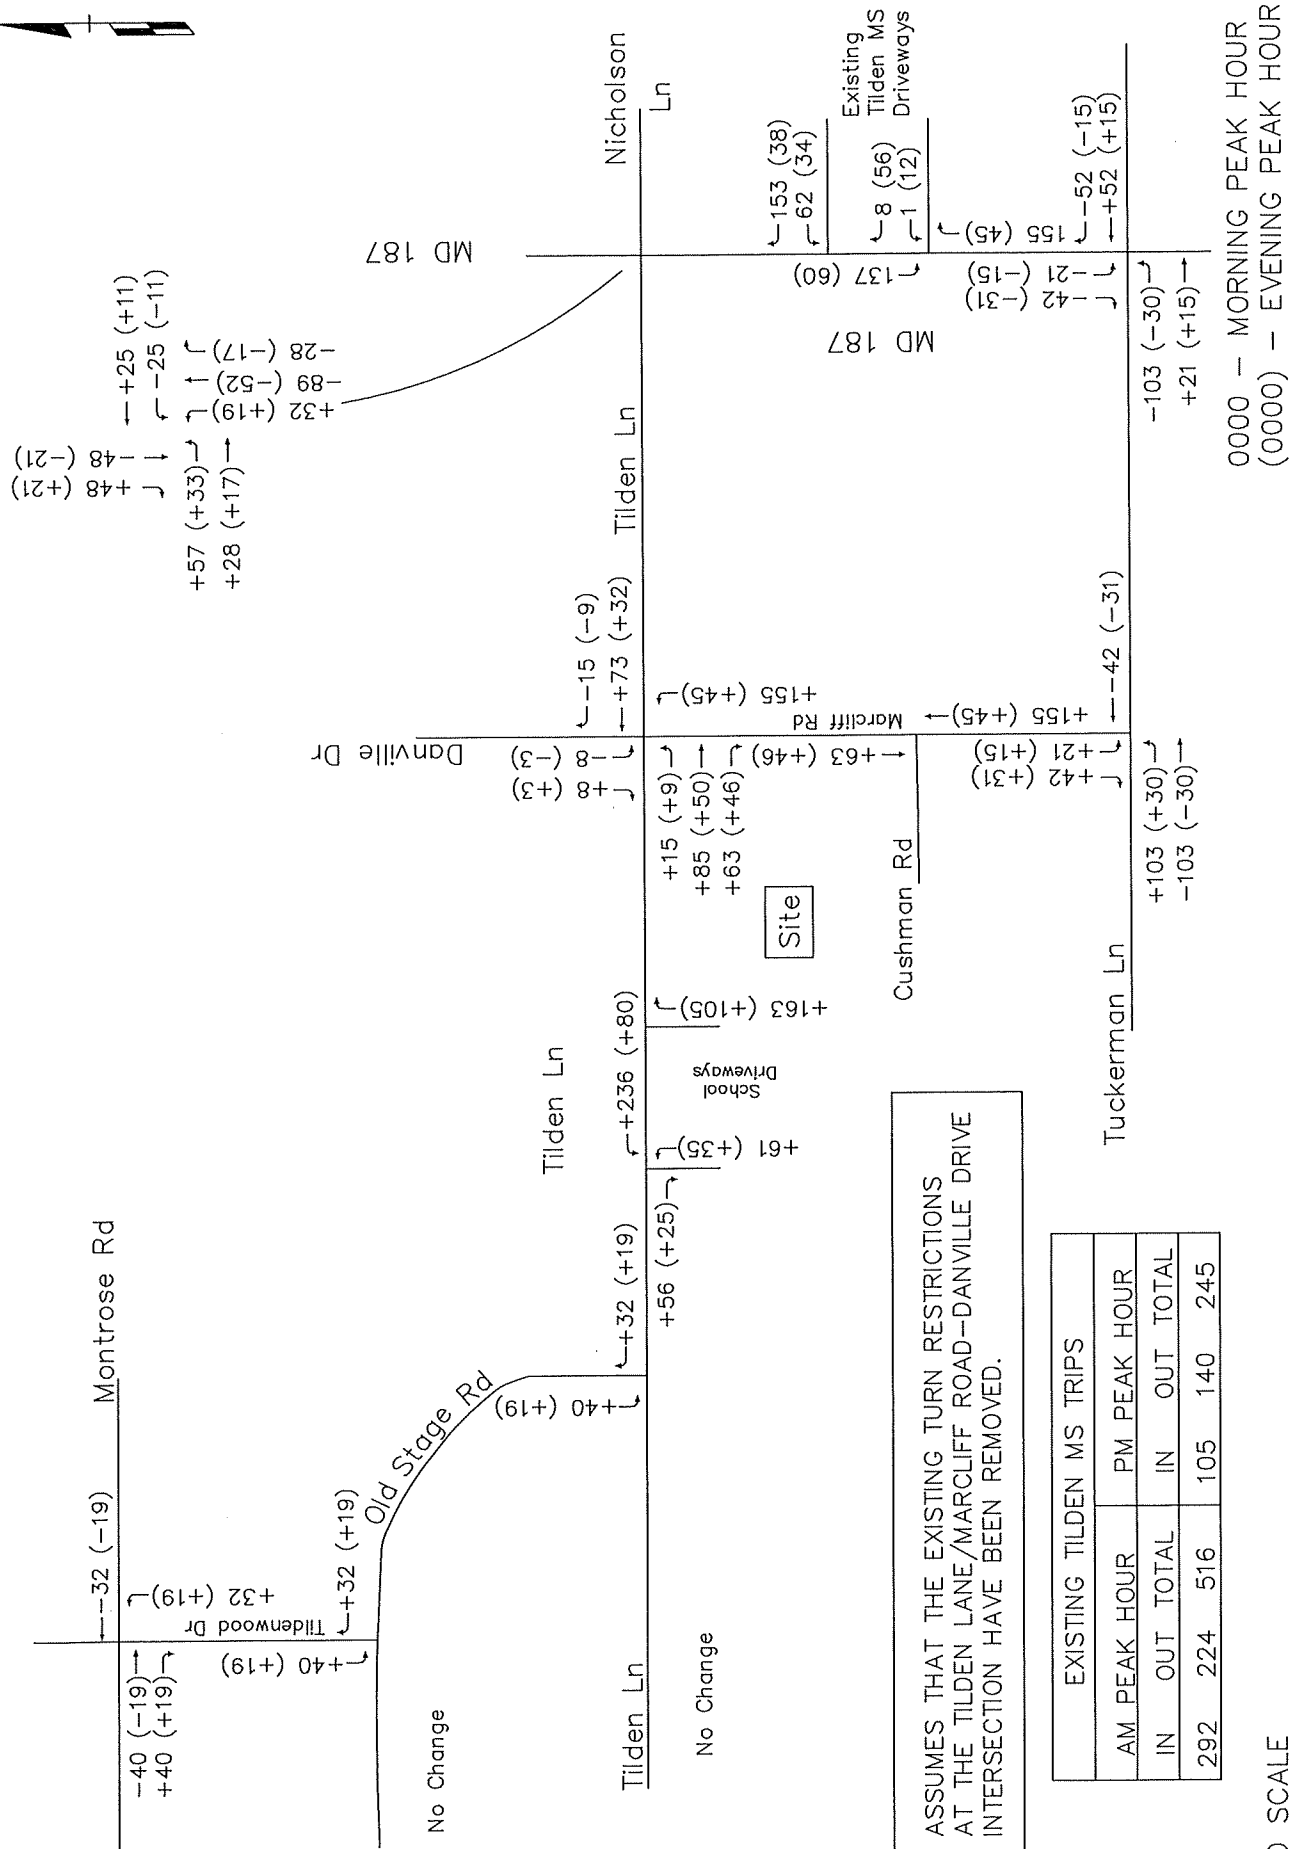 Montrose Rd
-32 (-19)
-40 (-19)
+40 (+19)
+32 (+19)
Tildenwood Dr
+40 (+19)
+32 (+19)
Old Stage Rd
No Change
+40 (+19)
+32 (+19)
Tilden Ln
No Change
+56 (+25)
+61 (+35)
+236 (+80)
Tilden Ln
School
Driveways
+163 (+105)
Site
Danville Dr
-8 (-3)
+8 (+3)
-15 (-9)
+73 (+32)
+15 (+9)
+85 (+50)
+63 (+46)
+155 (+45)
Marcliff Rd
+63 (+46)
Cushman Rd
+155 (+45)
+21 (+15)
+42 (+31)
-42 (-31)
+103 (+30)
-103 (-30)
Tuckerman Ln
Tilden Ln
+48 (+21)
-48 (-21)
+25 (+11)
-25 (-11)
+57 (+33)
+28 (+17)
+32 (+19)
-89 (-52)
-28 (-17)
MD 187
Nicholson
Ln
153 (38)
62 (34)
Existing
Tilden MS
Driveways
8 (56)
1 (12)
137 (60)
155 (45)
MD 187
-21 (-15)
-42 (-31)
-52 (-15)
+52 (+15)
-103 (-30)
+21 (+15)
0000 - MORNING PEAK HOUR
(0000) - EVENING PEAK HOUR
ASSUMES THAT THE EXISTING TURN RESTRICTIONS
AT THE TILDEN LANE/MARCLIFF ROAD-DANVILLE DRIVE
INTERSECTION HAVE BEEN REMOVED.
EXISTING TILDEN MS TRIPS
AM PEAK HOUR PM PEAK HOUR
IN OUT TOTAL IN OUT TOTAL
292 224 516 105 140 245
SCALE